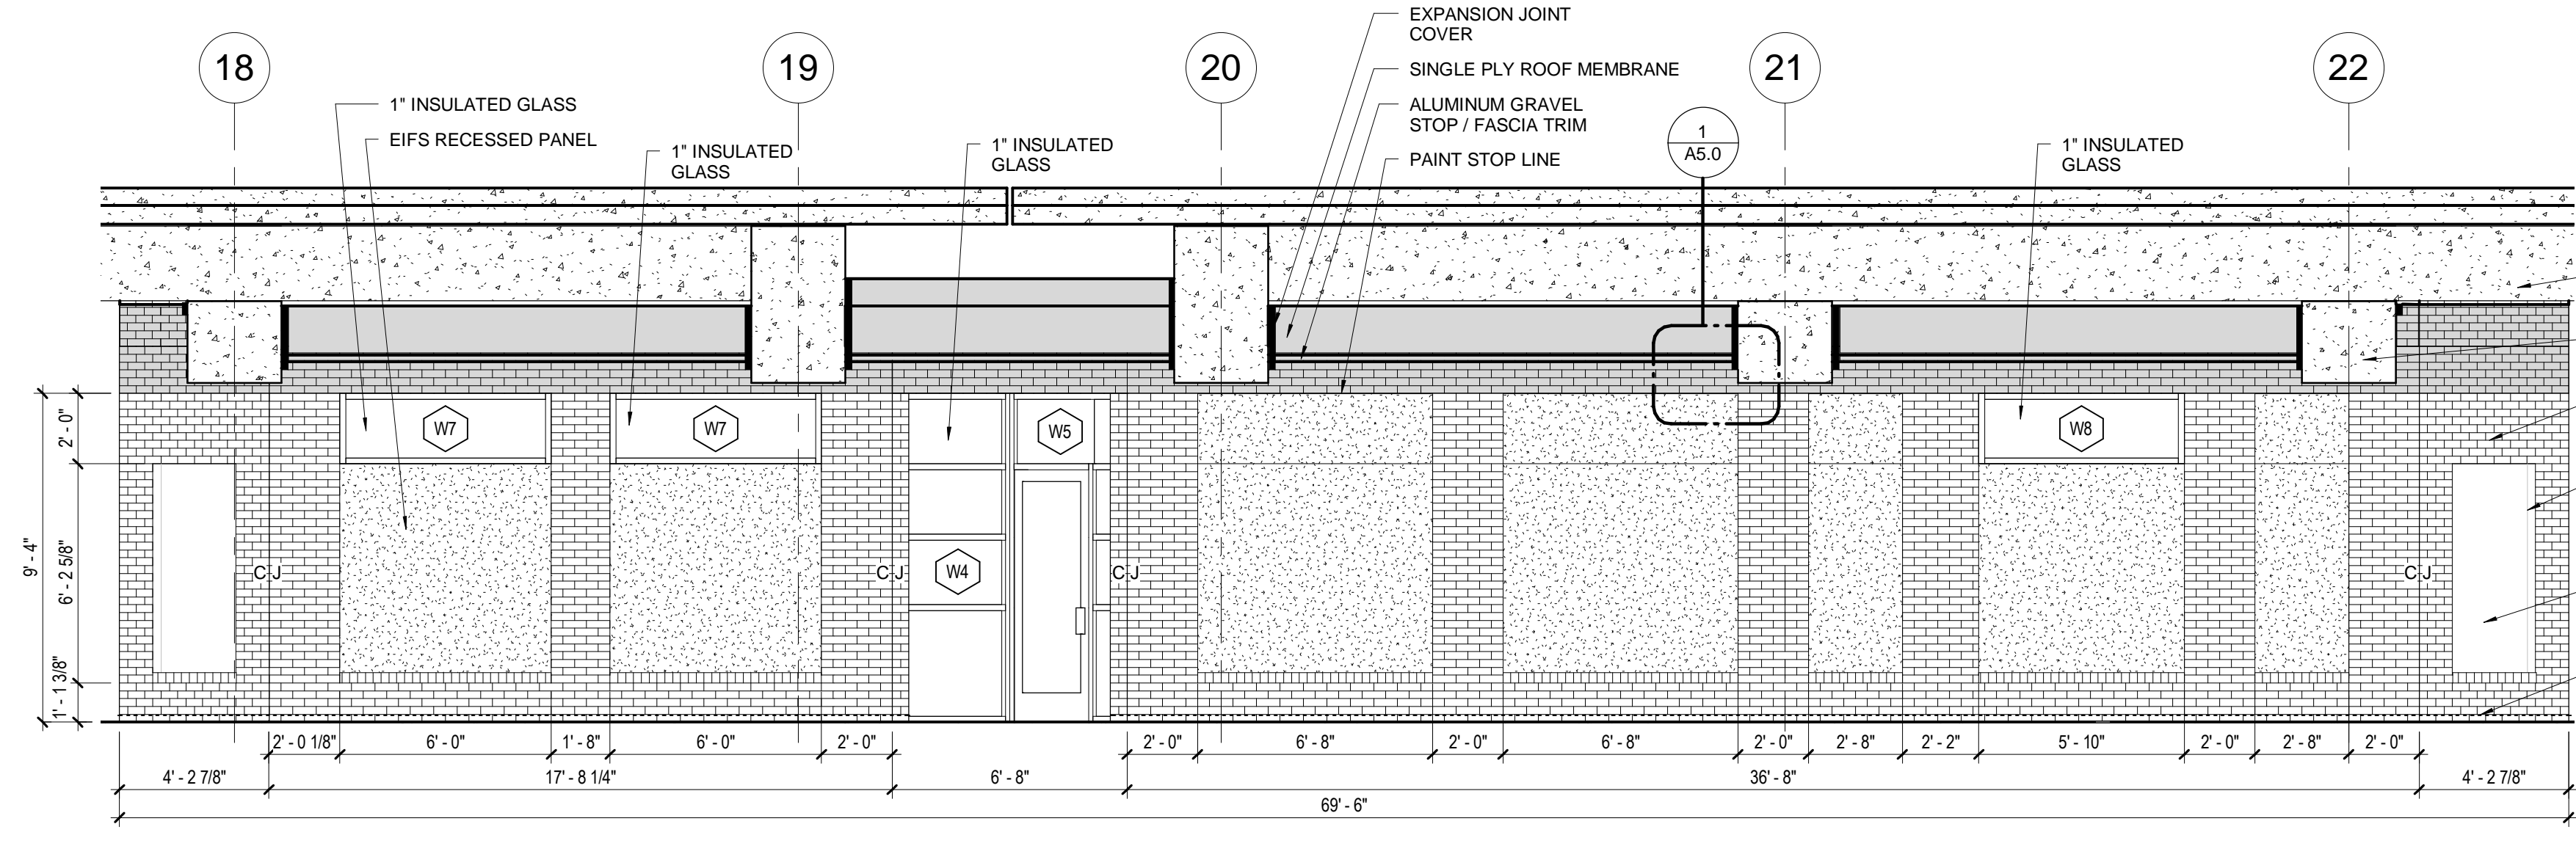 EXPANSION JOINT
COVER
SINGLE PLY ROOF MEMBRANE
ALUMINUM GRAVEL
STOP / FASCIA TRIM
PAINT STOP LINE
18
19
20
21
22
1" INSULATED GLASS
EIFS RECESSED PANEL
1" INSULATED
GLASS
1" INSULATED
GLASS
1
A5.0
1" INSULATED
GLASS
W7
W7
W5
W8
W4
C J
C J
C J
C J
2' - 0"
9' - 4"
6' - 2 5/8"
1' - 1 3/8"
2' - 0 1/8"
6' - 0"
1' - 8"
6' - 0"
2' - 0"
2' - 0"
6' - 8"
2' - 0"
6' - 8"
2' - 0"
2' - 8"
2' - 2"
5' - 10"
2' - 0"
2' - 8"
2' - 0"
4' - 2 7/8"
17' - 8 1/4"
6' - 8"
36' - 8"
4' - 2 7/8"
69' - 6"